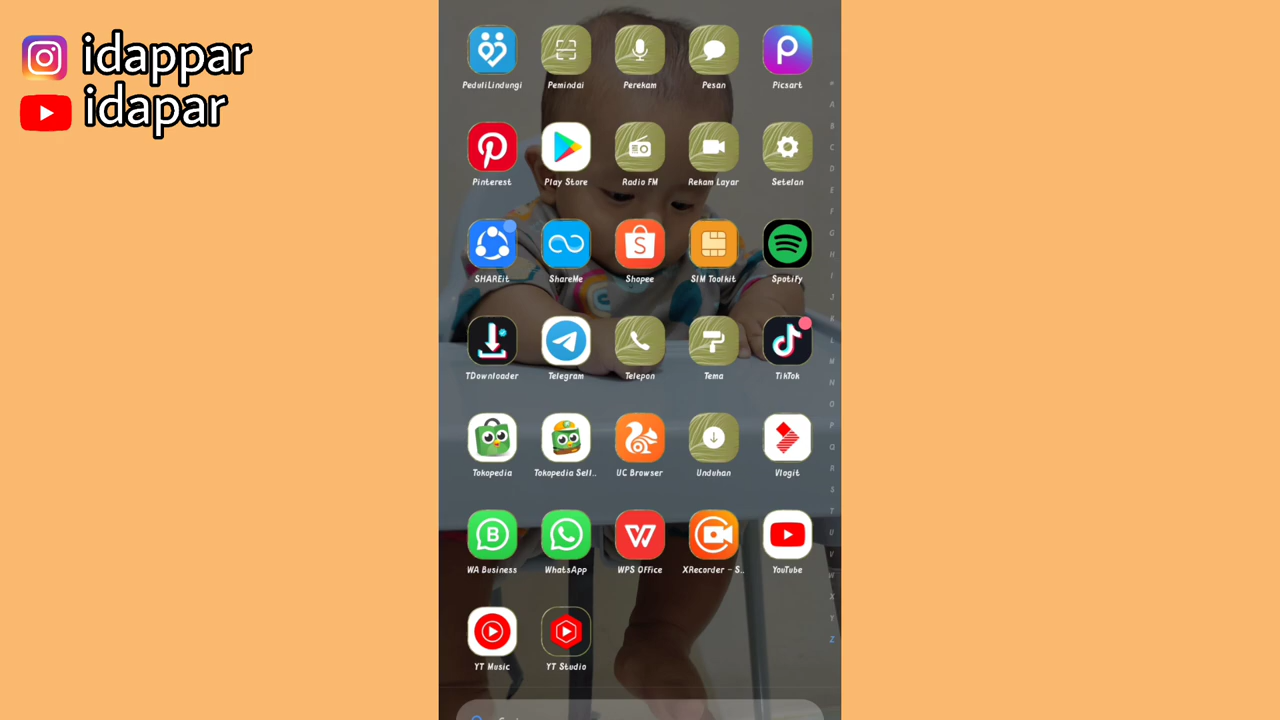 idappar
idapar
PeduliLindungi Pemindai Perekam Pesan Picsart
Pinterest Play Store Radio FM Rekam Layar Setelan
SHAREit ShareMe Shopee SIM Toolkit Spotify
TDownloader Telegram Telepon Tema TikTok
Tokopedia Tokopedia Sell.. UC Browser Unduhan Vlogit
WA Business WhatsApp WPS Office XRecorder - S.. YouTube
YT Music YT Studio
A
B
C
D
E
F
G
H
I
J
K
L
M
N
O
P
Q
R
S
T
U
V
W
X
Y
Z